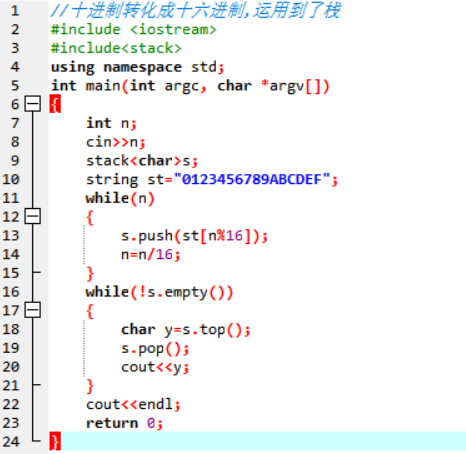 1 //十进制转化成十六进制,运用到了栈
2 #include <iostream>
3 #include<stack>
4 using namespace std;
5 int main(int argc, char *argv[])
6 {
7 int n;
8 cin>>n;
9 stack<char>s;
10 string st="0123456789ABCDEF";
11 while(n)
12 {
13 s.push(st[n%16]);
14 n=n/16;
15 }
16 while(!s.empty())
17 {
18 char y=s.top();
19 s.pop();
20 cout<<y;
21 }
22 cout<<endl;
23 return 0;
24 }